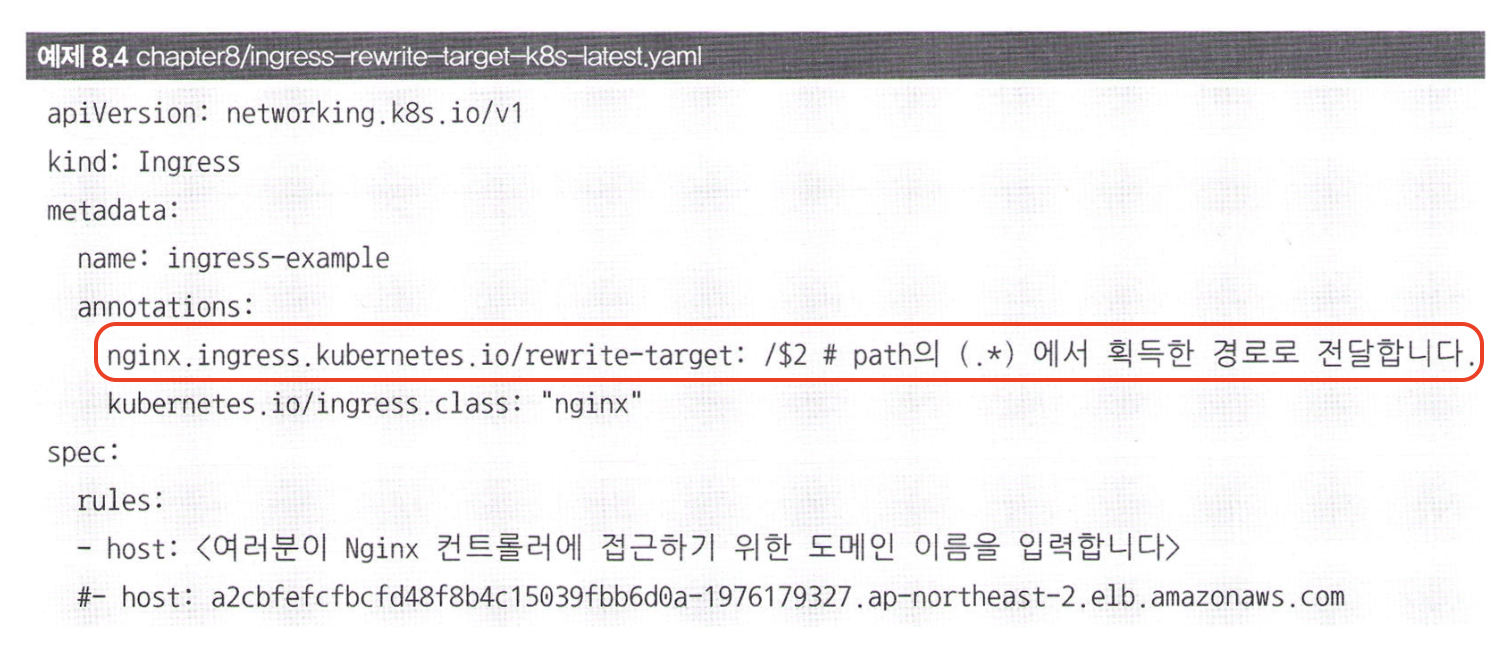 예제 8.4 chapter8/ingress-rewrite-target-k8s-latest.yaml
apiVersion: networking.k8s.io/v1
kind: Ingress
metadata:
  name: ingress-example
  annotations:
    nginx.ingress.kubernetes.io/rewrite-target: /$2 # path의 (.*) 에서 획득한 경로로 전달합니다.
    kubernetes.io/ingress.class: "nginx"
spec:
  rules:
  - host: <여러분이 Nginx 컨트롤러에 접근하기 위한 도메인 이름을 입력합니다>
  #- host: a2cbfefcfbcfd48f8b4c15039fbb6d0a-1976179327.ap-northeast-2.elb.amazonaws.com